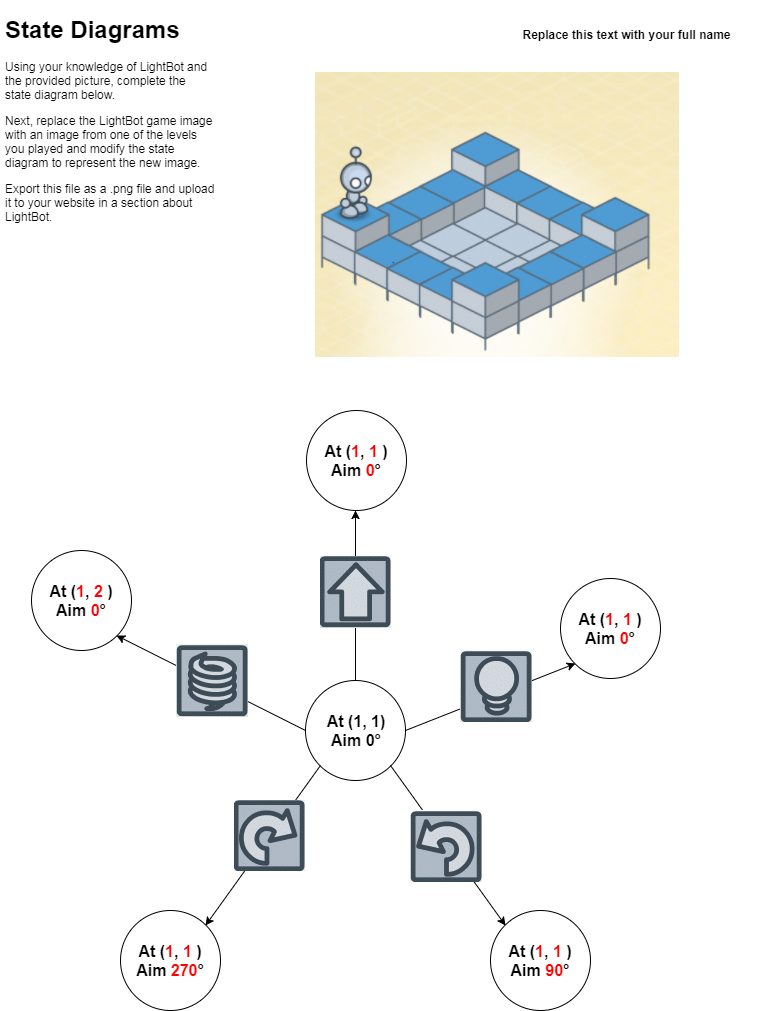 State Diagrams
Replace this text with your full name
Using your knowledge of LightBot and
the provided picture, complete the
state diagram below.
Next, replace the LightBot game image
with an image from one of the levels
you played and modify the state
diagram to represent the new image.
Export this file as a .png file and upload
it to your website in a section about
LightBot.
At (1, 1 )
Aim 0°
At (1, 2 )
Aim 0°
At (1, 1 )
Aim 0°
At (1, 1)
Aim 0°
At (1, 1 )
Aim 270°
At (1, 1 )
Aim 90°